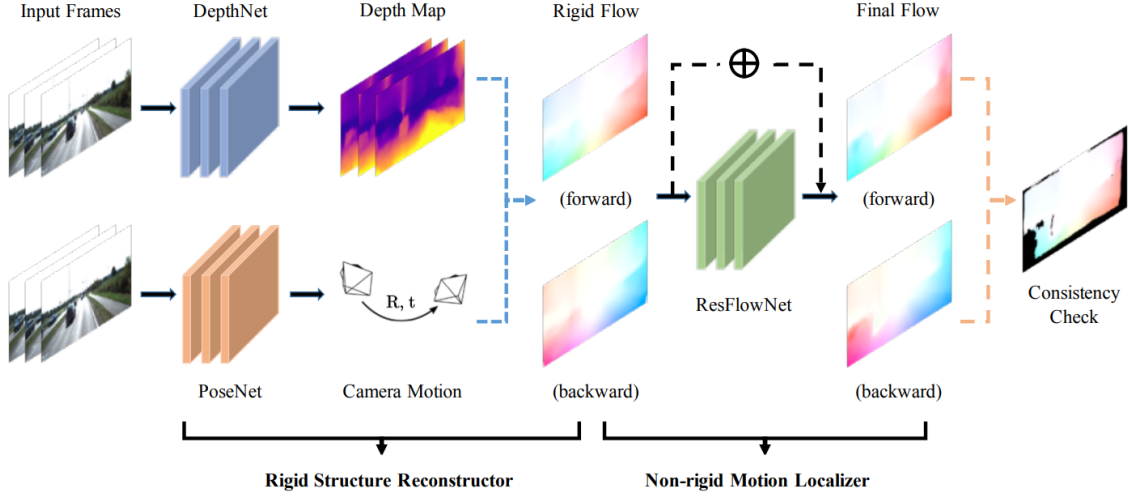 Input Frames
DepthNet
Depth Map
Rigid Flow
Final Flow
(forward)
(forward)
R, t
ResFlowNet
Consistency
Check
PoseNet
Camera Motion
(backward)
(backward)
Rigid Structure Reconstructor
Non-rigid Motion Localizer